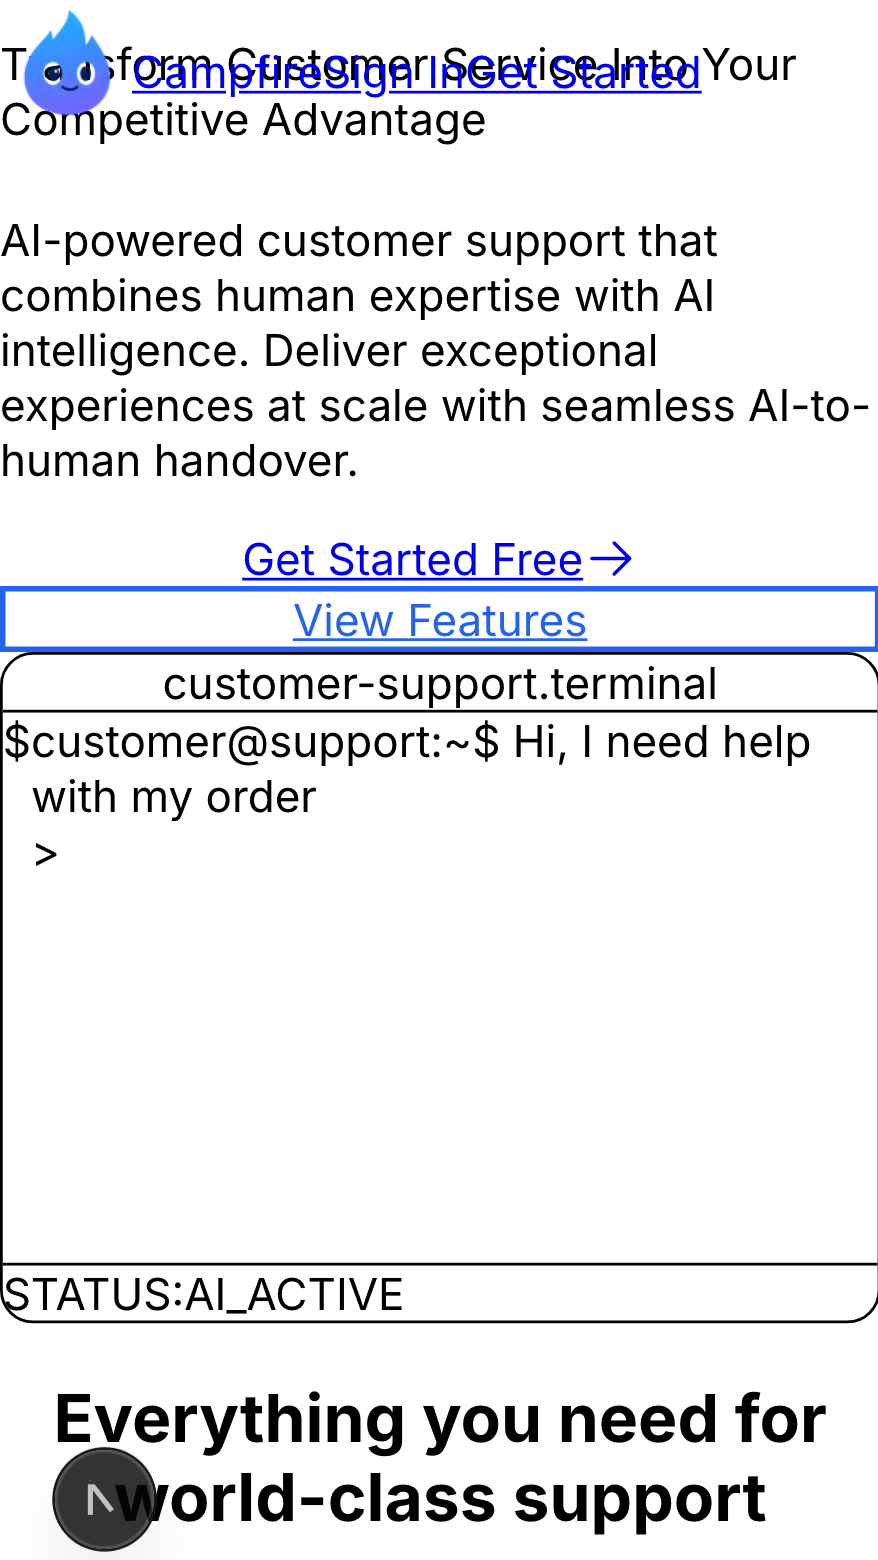 CampfireSign InGet Started
Transform Customer Service Into Your
Competitive Advantage
AI-powered customer support that
combines human expertise with AI
intelligence. Deliver exceptional
experiences at scale with seamless AI-to-
human handover.
Get Started Free
View Features
customer-support.terminal
$customer@support:~$ Hi, I need help
with my order
>
STATUS:AI_ACTIVE
Everything you need for
world-class support
N